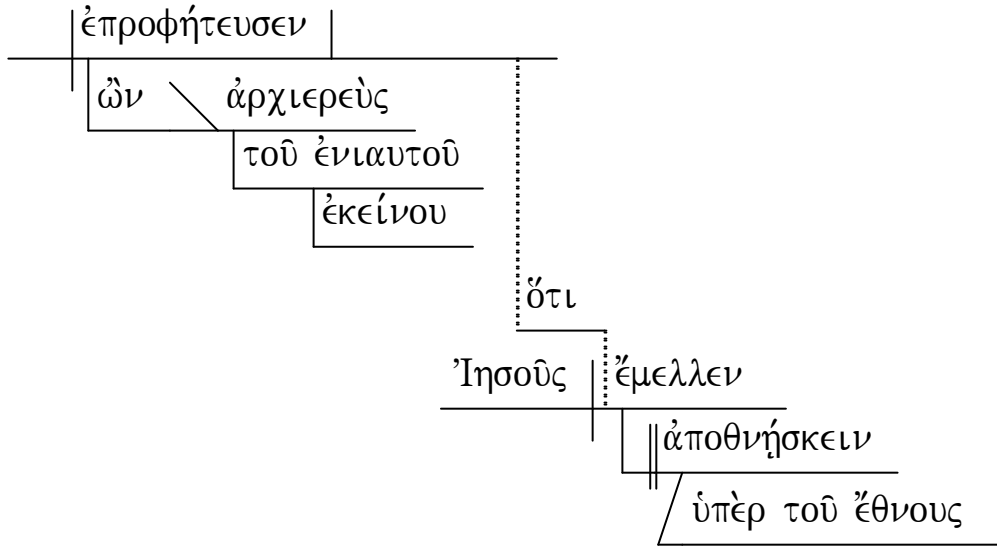 ἐπροφήτευσεν
ὢν ἀρχιερεὺς
τοῦ ἐνιαυτοῦ
ἐκείνου
ὅτι
Ἰησοῦς ἔμελλεν
ἀποθνῄσκειν
ὑπὲρ τοῦ ἔθνους